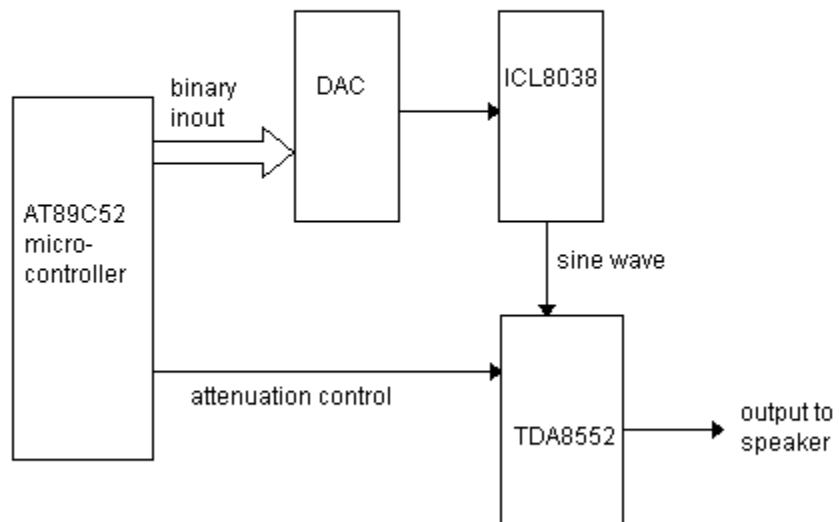 binary
inout
DAC
ICL8038
AT89C52
micro-
controller
sine wave
attenuation control
TDA8552
output to
speaker